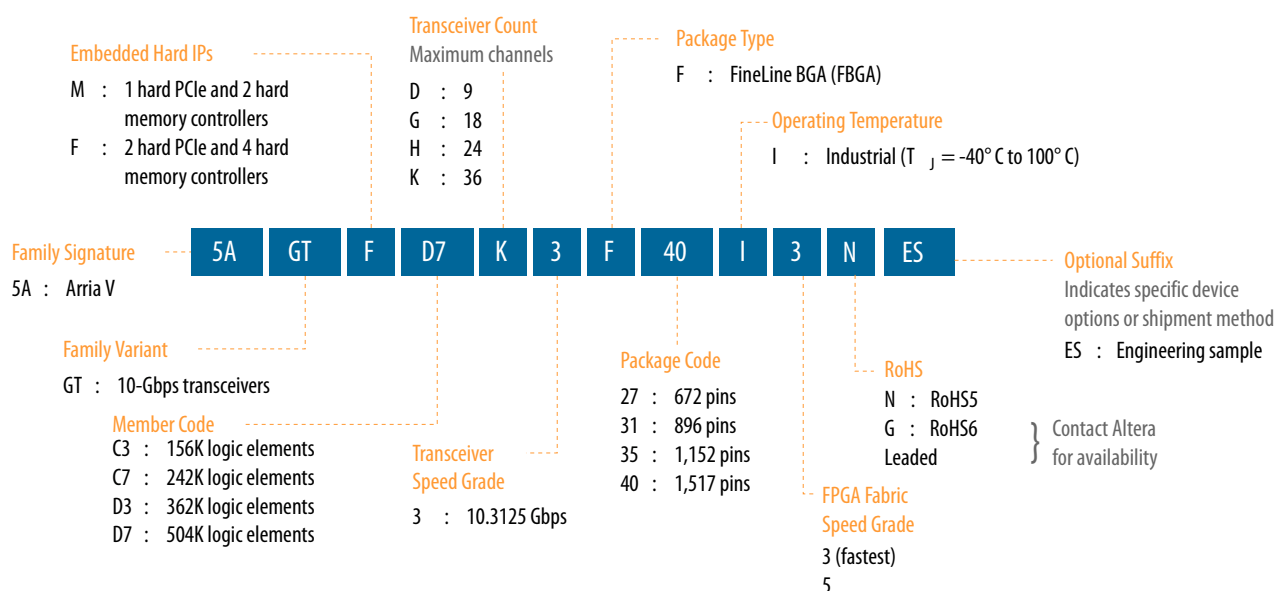 Embedded Hard IPs
M : 1 hard PCIe and 2 hard
memory controllers
F : 2 hard PCIe and 4 hard
memory controllers
Transceiver Count
Maximum channels
D : 9
G : 18
H : 24
K : 36
Package Type
F : FineLine BGA (FBGA)
Operating Temperature
I : Industrial (T J = -40° C to 100° C)
Family Signature
5A : Arria V
5A GT F D7 K 3 F 40 I 3 N ES
Optional Suffix
Indicates specific device
options or shipment method
ES : Engineering sample
Family Variant
GT : 10-Gbps transceivers
Member Code
C3 : 156K logic elements
C7 : 242K logic elements
D3 : 362K logic elements
D7 : 504K logic elements
Transceiver
Speed Grade
3 : 10.3125 Gbps
Package Code
27 : 672 pins
31 : 896 pins
35 : 1,152 pins
40 : 1,517 pins
RoHS
N : RoHS5
G : RoHS6
Leaded
} Contact Altera
for availability
FPGA Fabric
Speed Grade
3 (fastest)
5